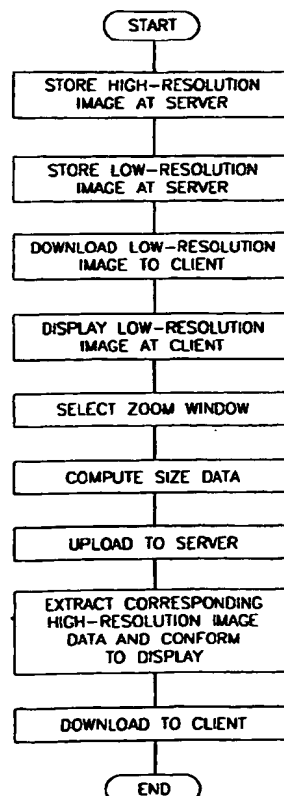 START
STORE HIGH-RESOLUTION
IMAGE AT SERVER
STORE LOW-RESOLUTION
IMAGE AT SERVER
DOWNLOAD LOW-RESOLUTION
IMAGE TO CLIENT
DISPLAY LOW-RESOLUTION
IMAGE AT CLIENT
SELECT ZOOM WINDOW
COMPUTE SIZE DATA
UPLOAD TO SERVER
EXTRACT CORRESPONDING
HIGH-RESOLUTION IMAGE
DATA AND CONFORM
TO DISPLAY
DOWNLOAD TO CLIENT
END